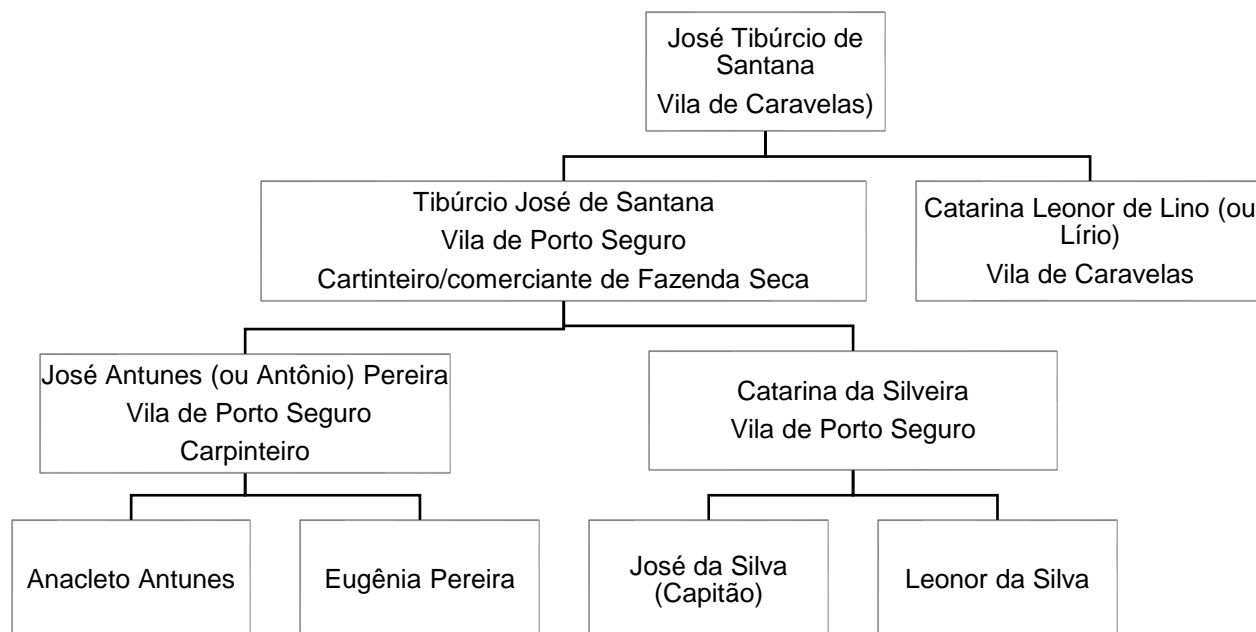 José Tibúrcio de
Santana
Vila de Caravelas)
Tibúrcio José de Santana
Vila de Porto Seguro
Cartinteiro/comerciante de Fazenda Seca
Catarina Leonor de Lino (ou
Lírio)
Vila de Caravelas
José Antunes (ou Antônio) Pereira
Vila de Porto Seguro
Carpinteiro
Catarina da Silveira
Vila de Porto Seguro
Anacleto Antunes
Eugênia Pereira
José da Silva
(Capitão)
Leonor da Silva